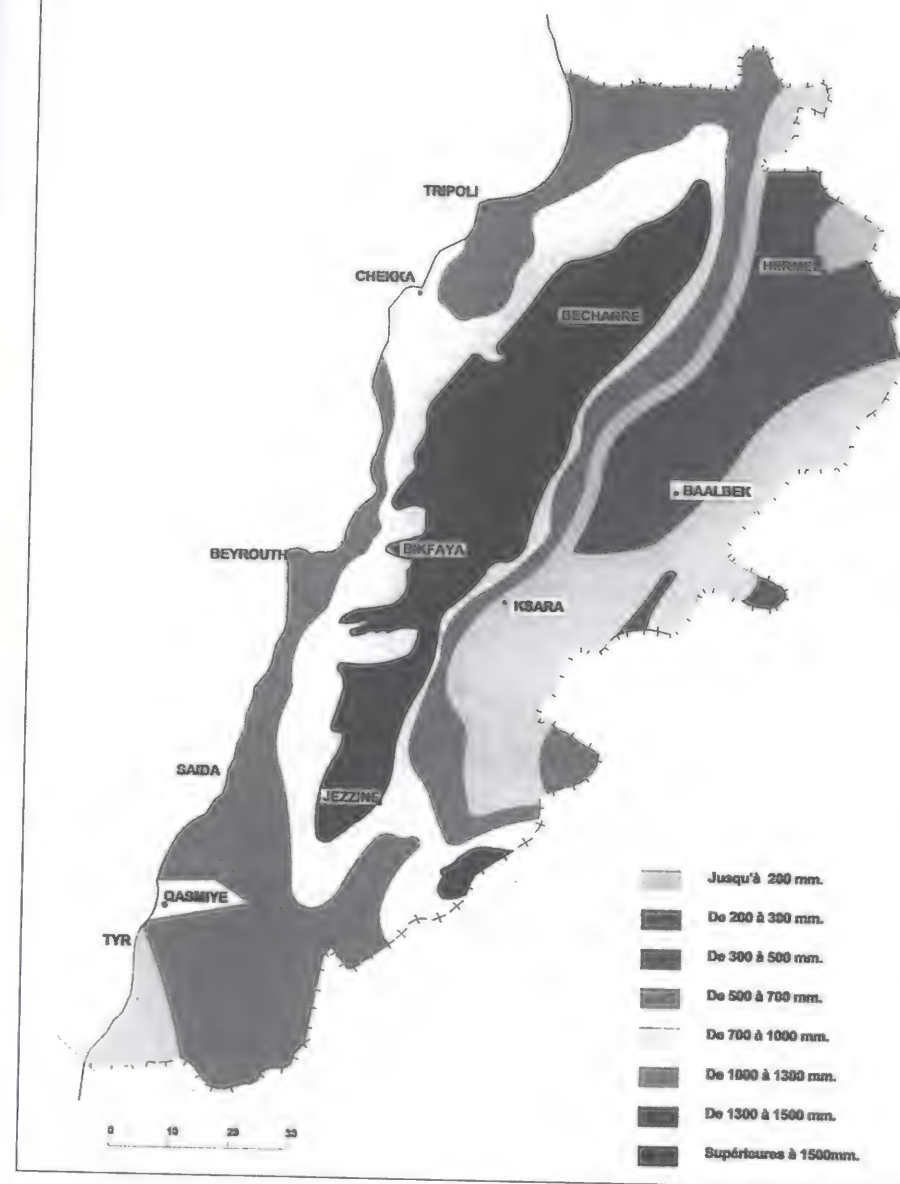 TRIPOLI
CHEKKA
HERMEL
BECHARRE
BAALBEK
BEYROUTH
BIKFAYA
KSARA
SAIDA
JEZZINE
QASMIYE
TYR
Jusqu'à 200 mm.
De 200 à 300 mm.
De 300 à 500 mm.
De 500 à 700 mm.
De 700 à 1000 mm.
De 1000 à 1300 mm.
De 1300 à 1500 mm.
Supérieures à 1500mm.
0 10 20 30